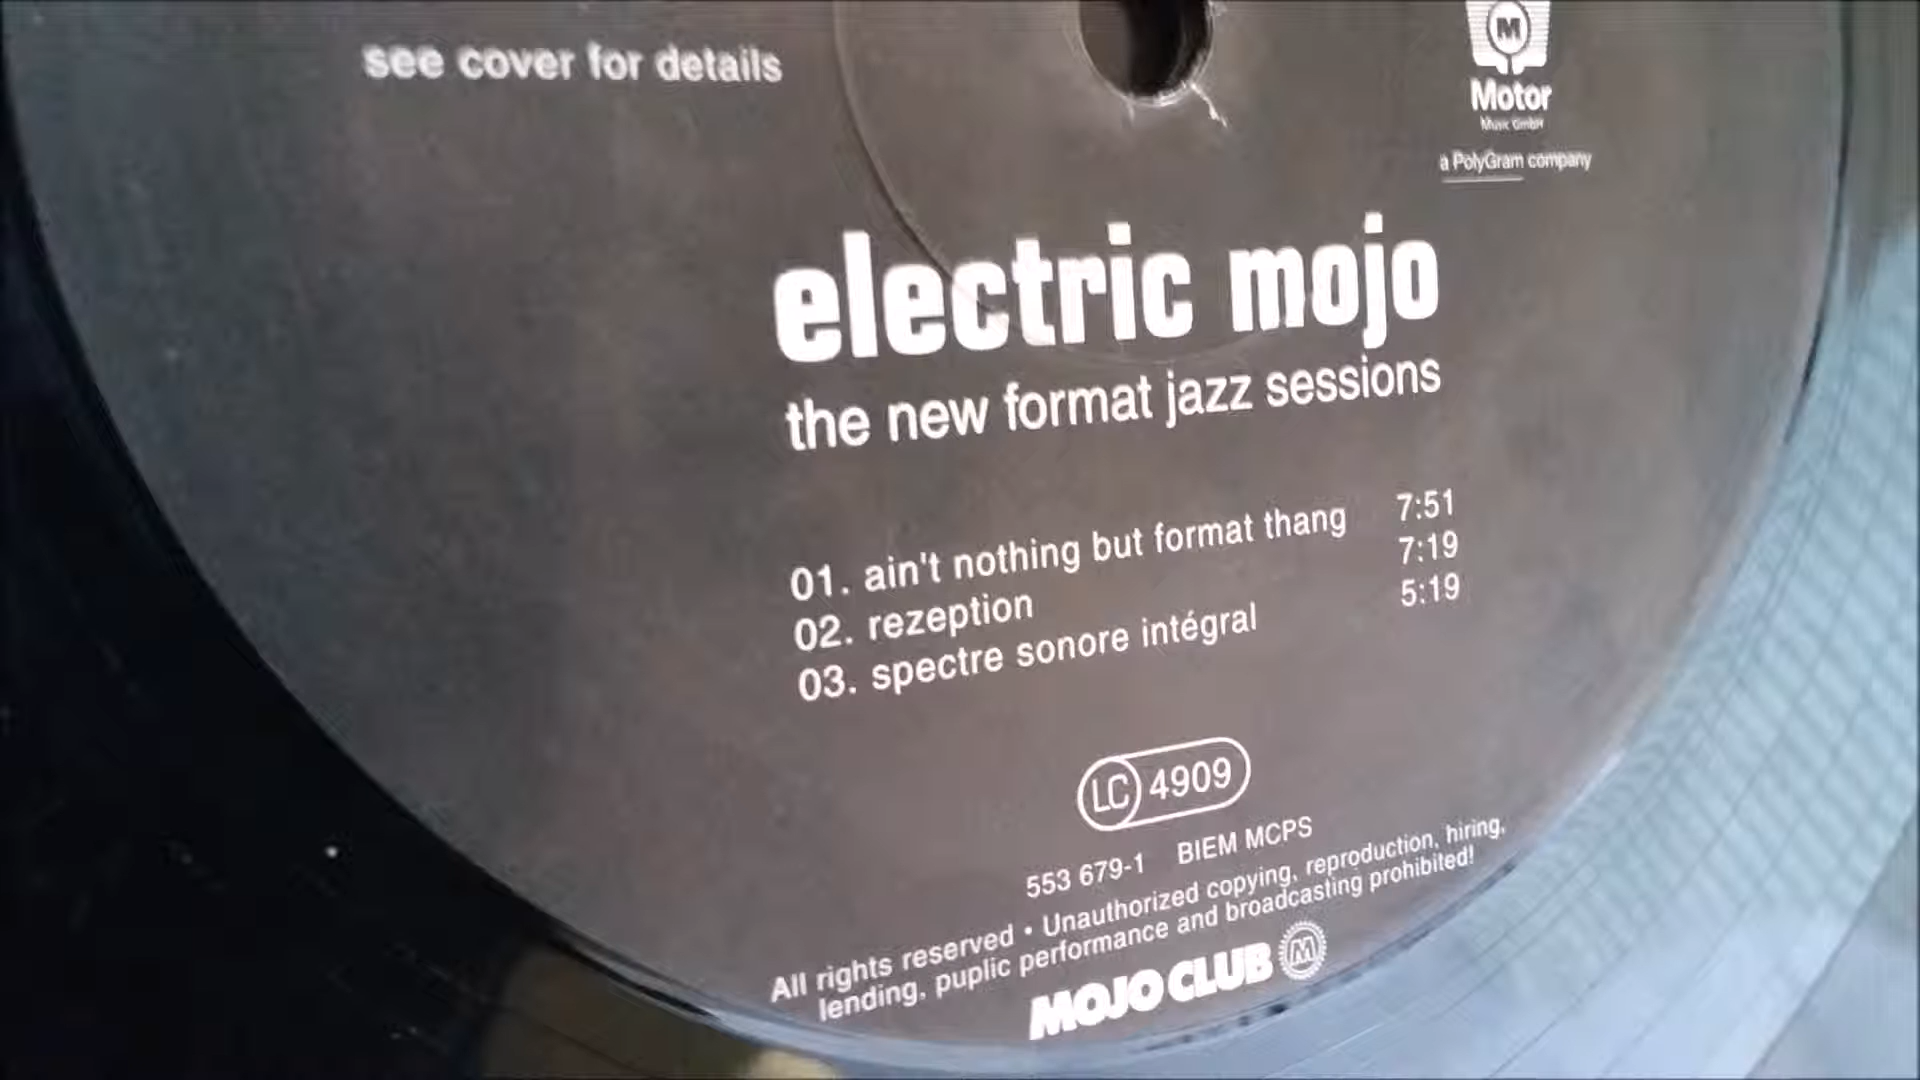 see cover for details
M
Motor
Music GmbH
a PolyGram company
electric mojo
the new format jazz sessions
01. ain't nothing but format thang 7:51
02. rezeption 7:19
03. spectre sonore intégral 5:19
LC 4909
553 679-1 BIEM MCPS
All rights reserved • Unauthorized copying, reproduction, hiring,
lending, puplic performance and broadcasting prohibited!
MOJO CLUB M